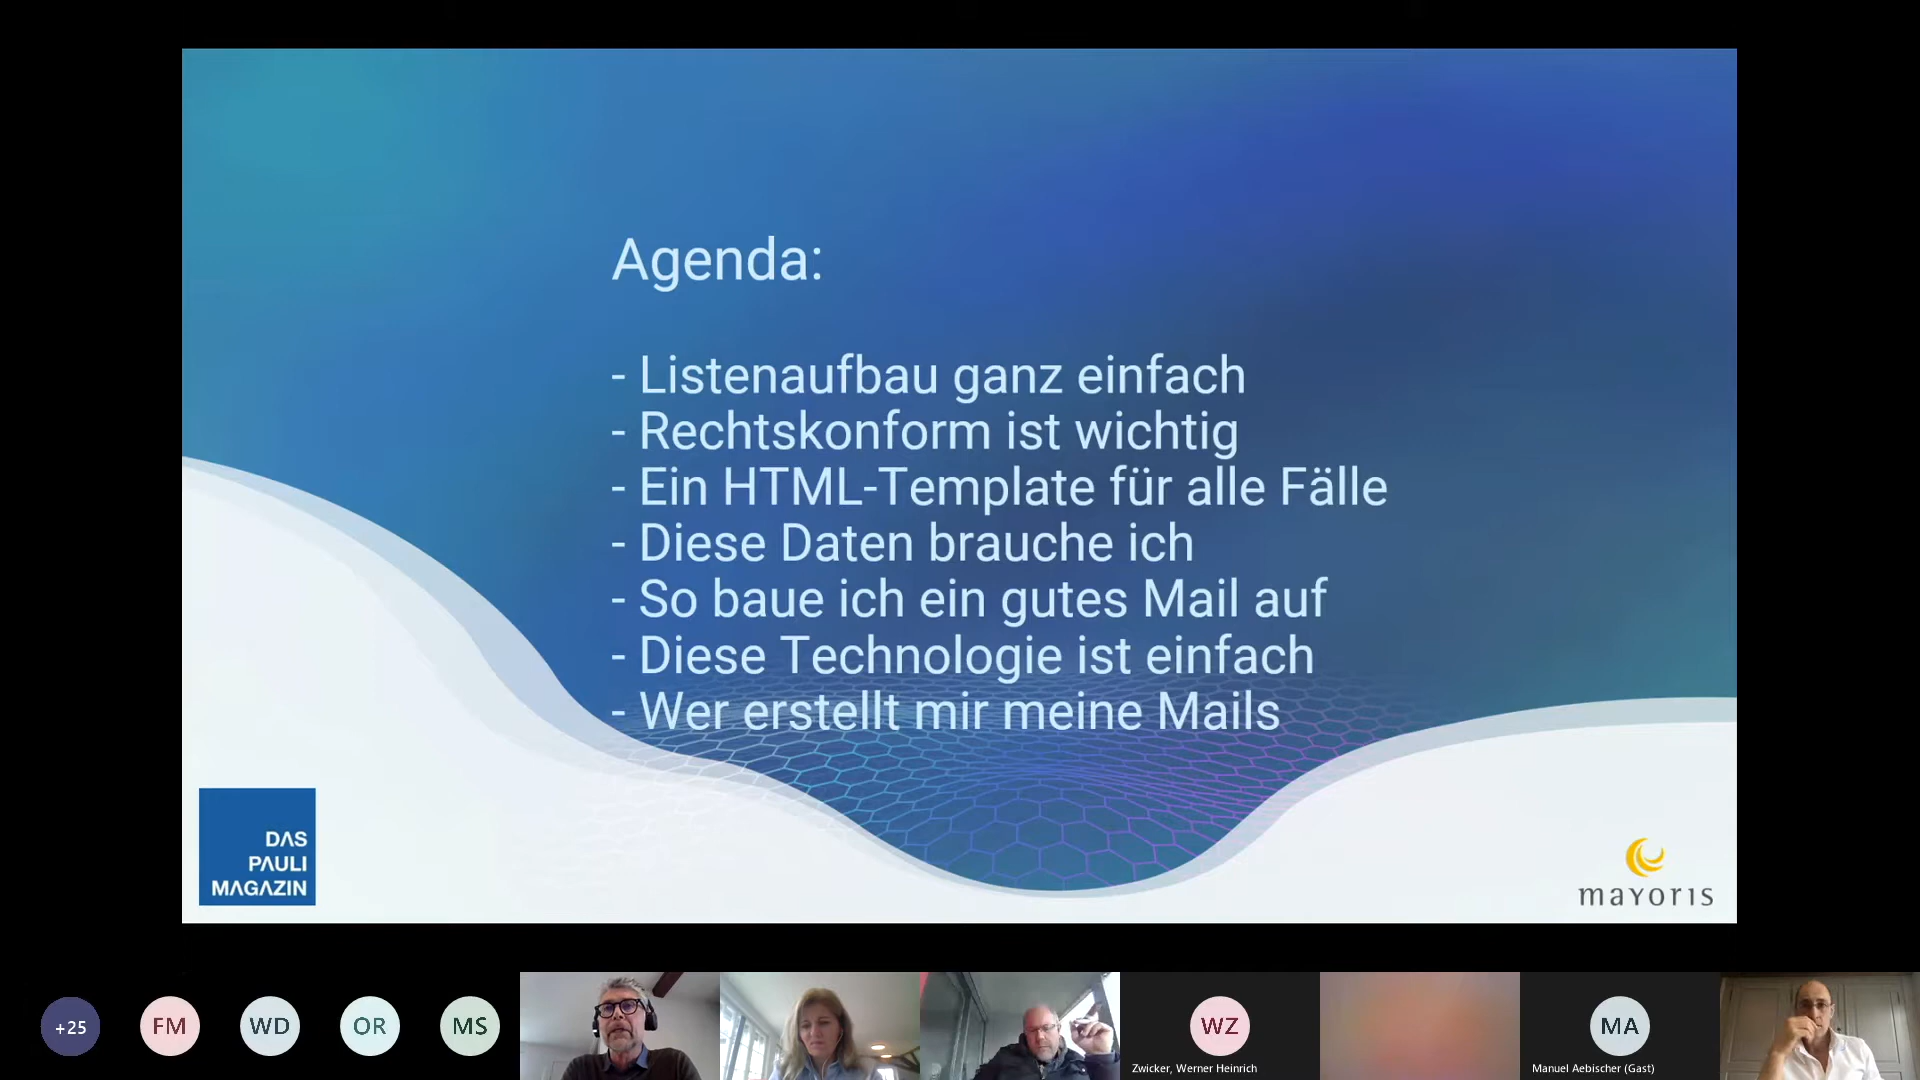 Agenda:
- Listenaufbau ganz einfach
- Rechtskonform ist wichtig
- Ein HTML-Template für alle Fälle
- Diese Daten brauche ich
- So baue ich ein gutes Mail auf
- Diese Technologie ist einfach
- Wer erstellt mir meine Mails
DAS
PAULI
MAGAZIN
mayoris
+25
FM
WD
OR
MS
WZ
Zwicker, Werner Heinrich
MA
Manuel Aebischer (Gast)